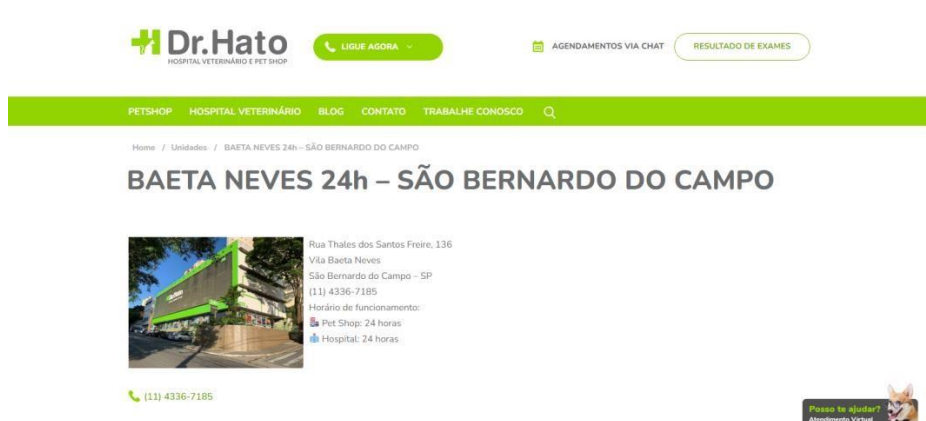 Dr.Hato
HOSPITAL VETERINÁRIO E PET SHOP
LIGUE AGORA
AGENDAMENTOS VIA CHAT
RESULTADO DE EXAMES
PETSHOP HOSPITAL VETERINÁRIO BLOG CONTATO TRABALHE CONOSCO
Home / Unidades / BAETA NEVES 24h – SÃO BERNARDO DO CAMPO
BAETA NEVES 24h – SÃO BERNARDO DO CAMPO
Rua Thales dos Santos Freire, 136
Vila Baeta Neves
São Bernardo do Campo – SP
(11) 4336-7185
Horário de funcionamento:
Pet Shop: 24 horas
Hospital: 24 horas
(11) 4336-7185
Posso te ajudar?
Atendimento Virtual